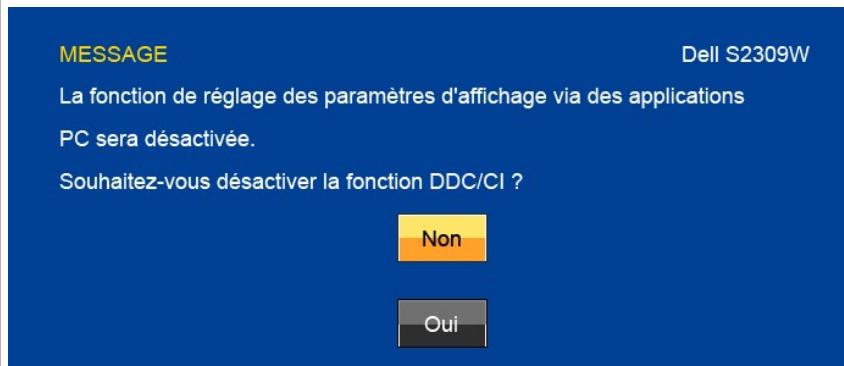 MESSAGE Dell S2309W
La fonction de réglage des paramètres d'affichage via des applications
PC sera désactivée.
Souhaitez-vous désactiver la fonction DDC/CI ?
Non
Oui